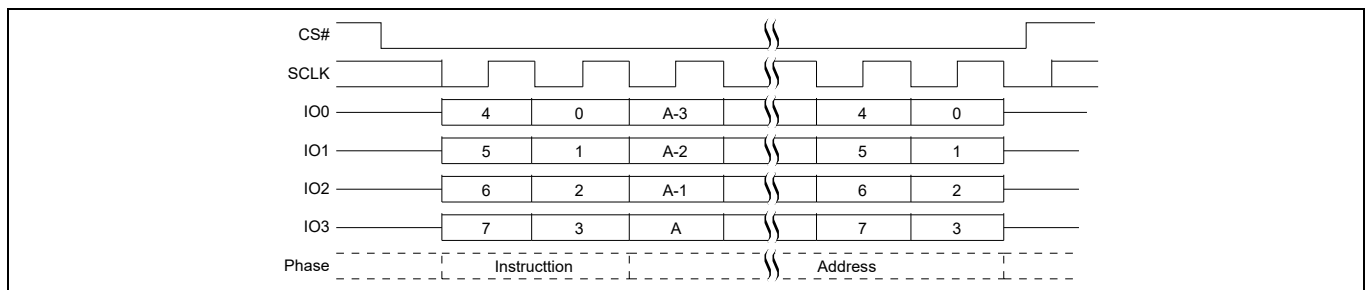 CS#
SCLK
IO0 4 0 A-3 4 0
IO1 5 1 A-2 5 1
IO2 6 2 A-1 6 2
IO3 7 3 A 7 3
Phase Instructtion Address